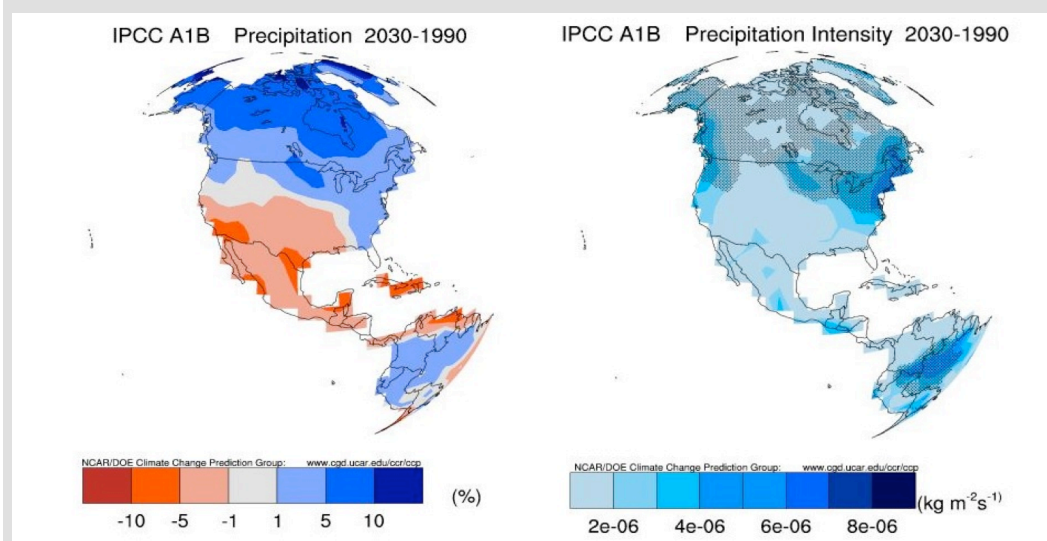 IPCC A1B Precipitation 2030-1990
IPCC A1B Precipitation Intensity 2030-1990
NCAR/DOE Climate Change Prediction Group: www.cgd.ucar.edu/ccr/ccp
(%)
-10 -5 -1 1 5 10
NCAR/DOE Climate Change Prediction Group: www.cgd.ucar.edu/ccr/ccp
(kg m⁻²s⁻¹)
2e-06 4e-06 6e-06 8e-06